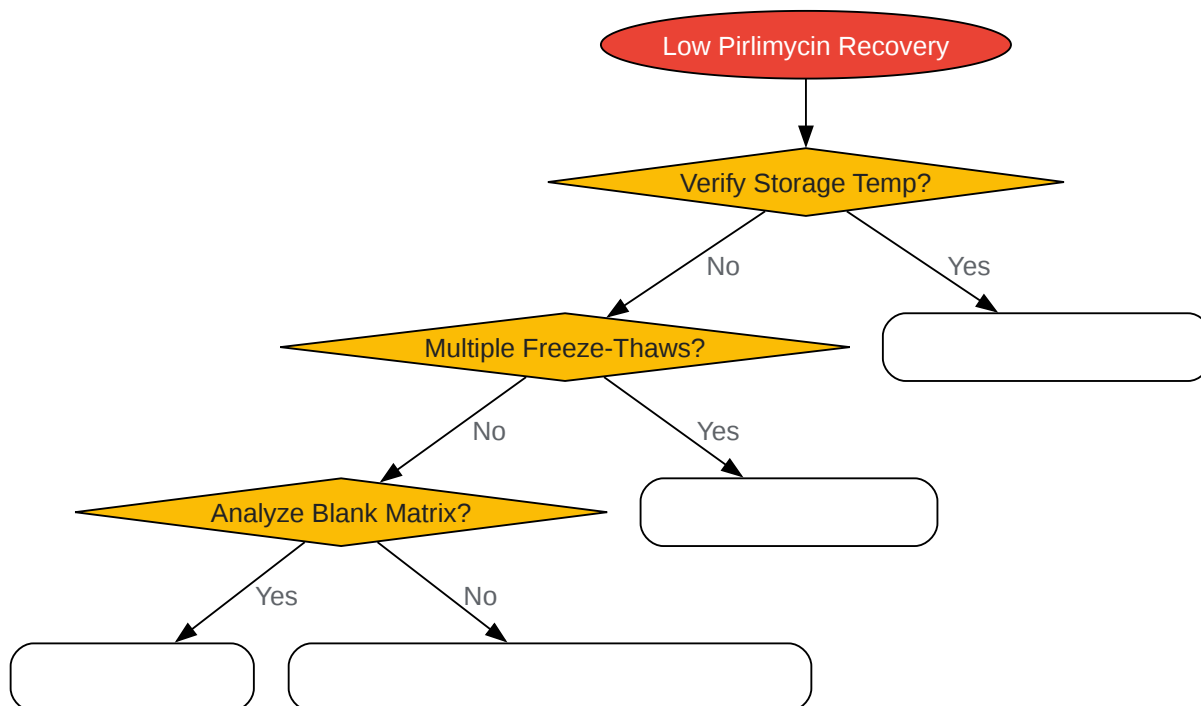 Low Pirlimycin Recovery
Verify Storage Temp?
No
Yes
Multiple Freeze-Thaws?
No
Yes
Analyze Blank Matrix?
Yes
No